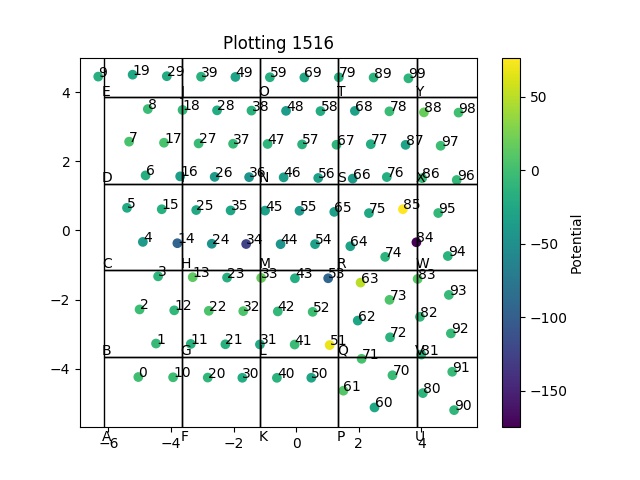 Plotting 1516
9 19 29 39 49 59 69 79 89 99
E J O T Y
8 18 28 38 48 58 68 78 88 98
7 17 27 37 47 57 67 77 87 97
6 16 26 36 46 56 66 76 86 96
D N S X
5 15 25 35 45 55 65 75 85 95
4 14 24 34 44 54 64 74 84 94
C H M R W
3 13 23 33 43 53 63 73 83 93
2 12 22 32 42 52 62 72 82 92
1 11 21 31 41 51 71 81 91
B G L Q V
0 10 20 30 40 50 61 70 80 90
60
A F K P U
−6 −4 −2 0 2 4
4
2
0
−2
−4
50
0
−50
−100
−150
Potential